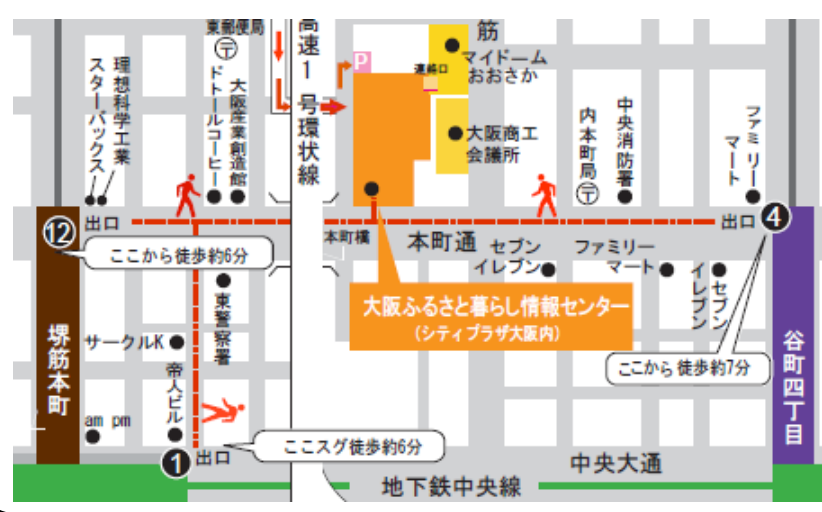 東郵便局
〒
高速1号環状線
筋
マイドーム
おおさか
連絡口
P
理想科学工業
スターバックス
ドトールコーヒー
大阪産業創造館
大阪商工
会議所
内本町局
〒
中央消防署
ファミリー
マート
12
出口
ここから徒歩約6分
本町橋
本町通
出口
4
セブン
イレブン
ファミリー
マート
セブン
イレブン
東警察署
大阪ふるさと暮らし情報センター
(シティプラザ大阪内)
堺筋本町
サークルK
帝人ビル
am pm
ここから徒歩約7分
谷町四丁目
1
出口
ここスグ徒歩約6分
中央大通
地下鉄中央線